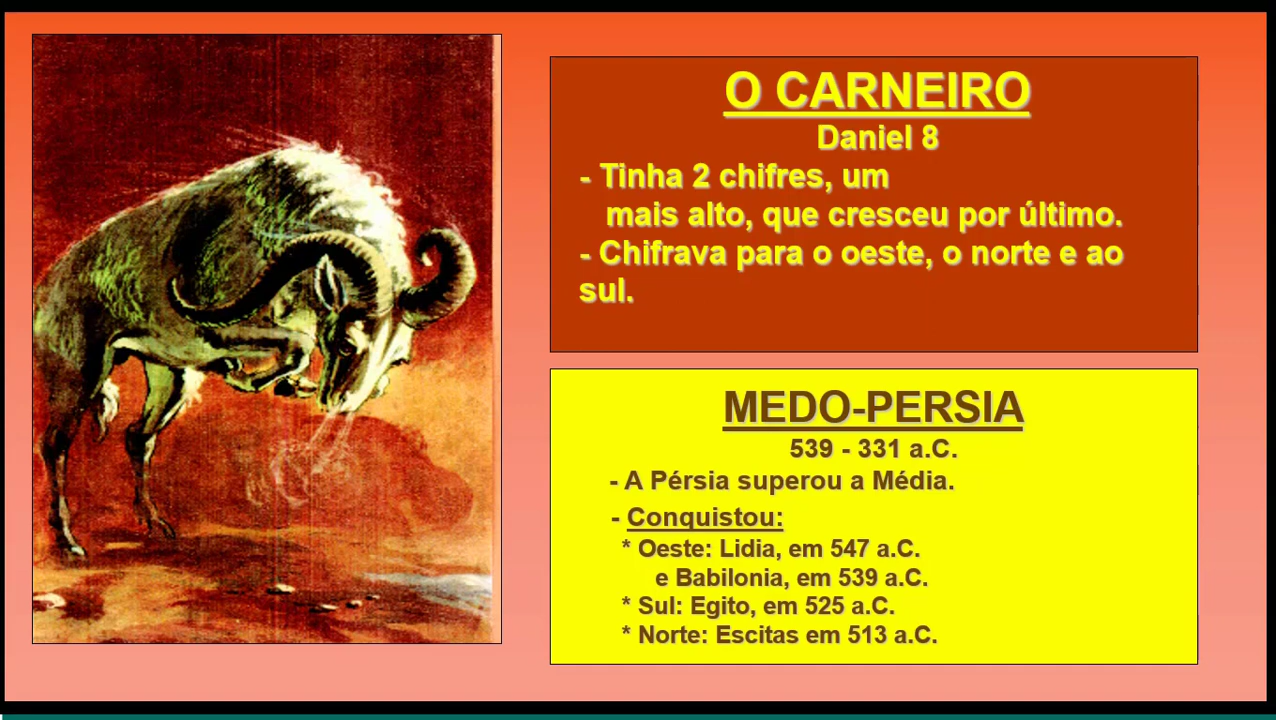 O CARNEIRO
Daniel 8
- Tinha 2 chifres, um
mais alto, que cresceu por último.
- Chifrava para o oeste, o norte e ao
sul.
MEDO-PERSIA
539 - 331 a.C.
- A Pérsia superou a Média.
- Conquistou:
* Oeste: Lidia, em 547 a.C.
e Babilonia, em 539 a.C.
* Sul: Egito, em 525 a.C.
* Norte: Escitas em 513 a.C.